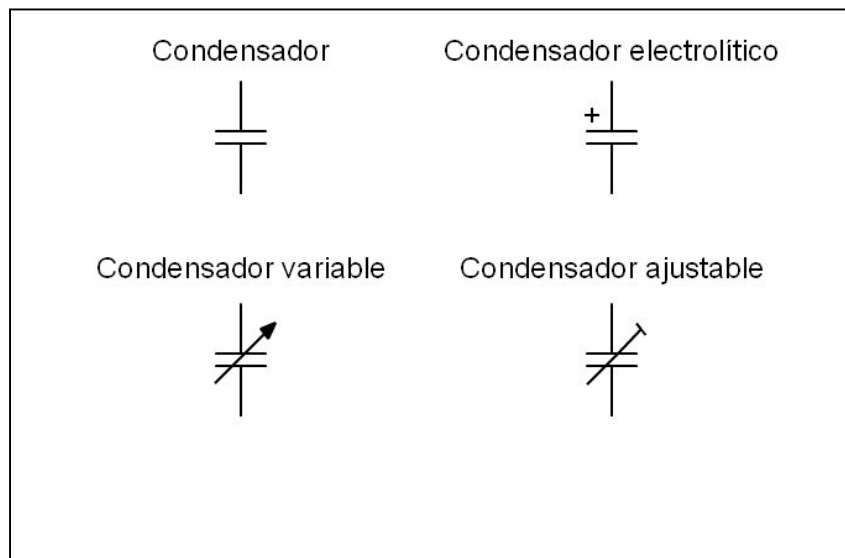 Condensador
Condensador electrolítico
+
Condensador variable
Condensador ajustable